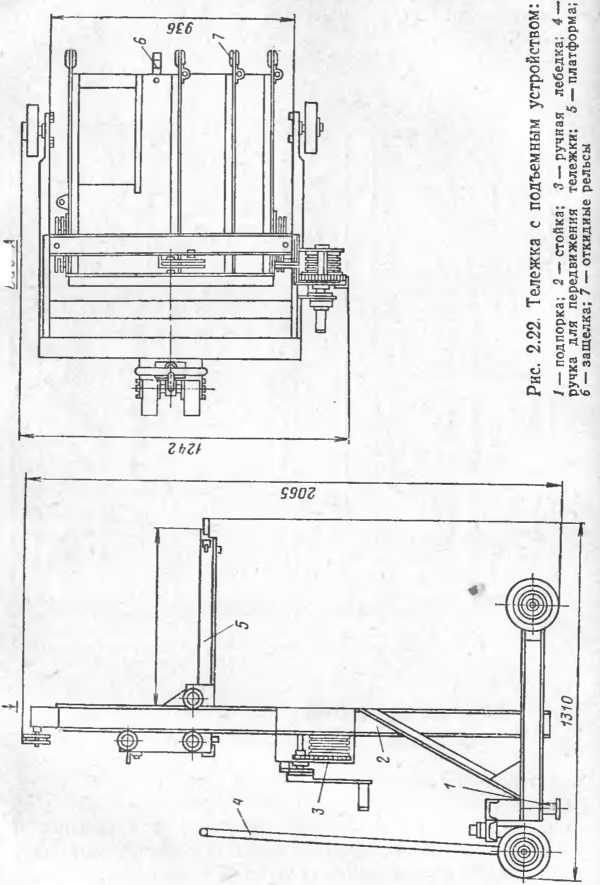 936
6
7
1242
2065
5
4
3
2
1
1310
Рис. 2.22. Тележка с подъемным устройством:
1 — подпорка; 2 — стойка; 3 — ручная лебедка; 4 —
ручка для передвижения тележки; 5 — платформа;
6 — защелка; 7 — откидные рельсы